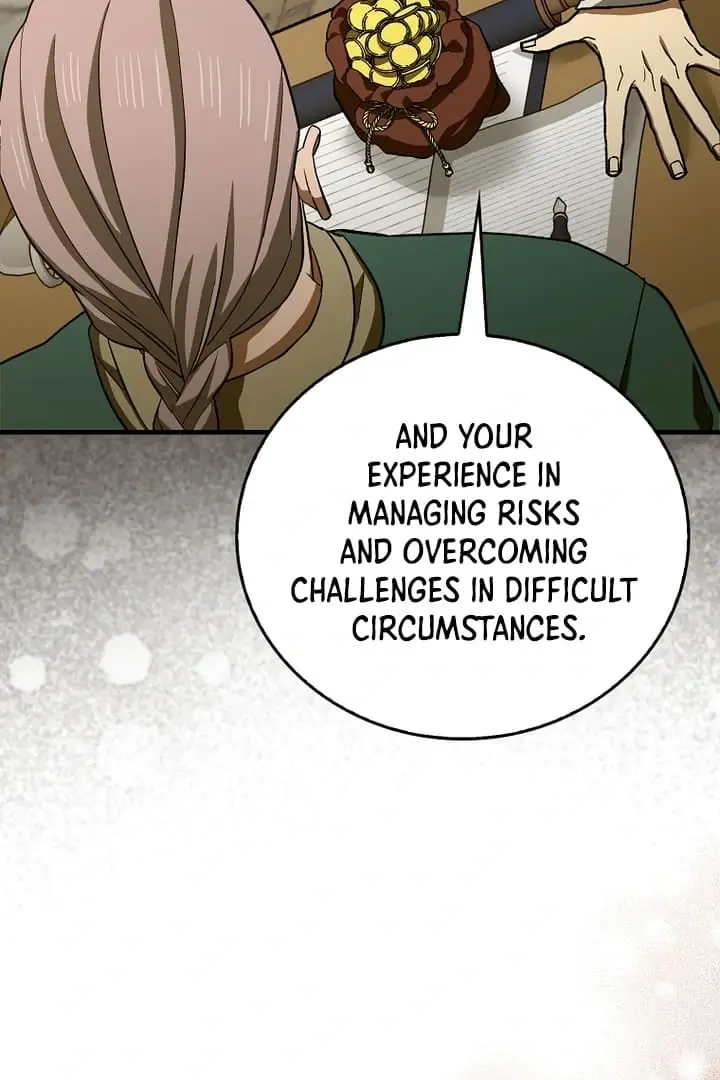 AND YOUR
EXPERIENCE IN
MANAGING RISKS
AND OVERCOMING
CHALLENGES IN DIFFICULT
CIRCUMSTANCES.